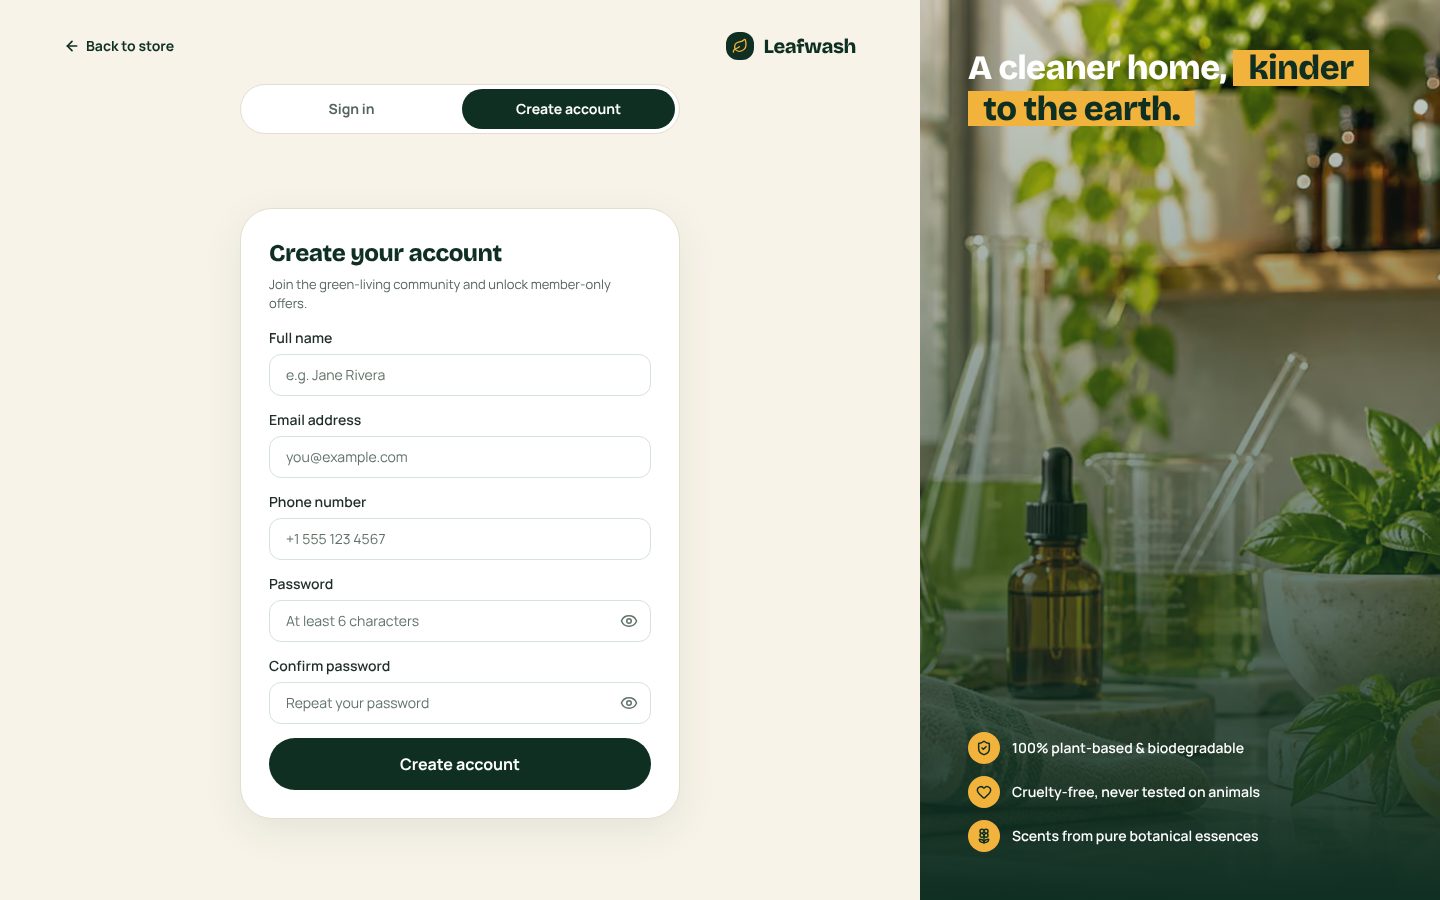 Back to store
Leafwash
Sign in
Create account
Create your account
Join the green-living community and unlock member-only
offers.
Full name
e.g. Jane Rivera
Email address
you@example.com
Phone number
+1 555 123 4567
Password
At least 6 characters
Confirm password
Repeat your password
Create account
A cleaner home, kinder
to the earth.
100% plant-based & biodegradable
Cruelty-free, never tested on animals
Scents from pure botanical essences